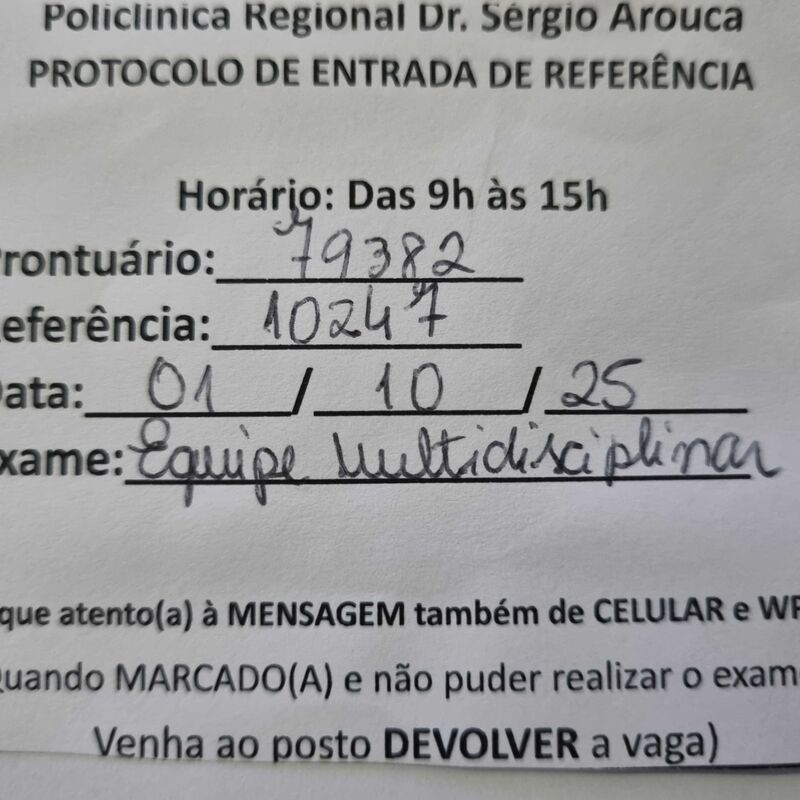 Policlínica Regional Dr. Sérgio Arouca
PROTOCOLO DE ENTRADA DE REFERÊNCIA
Horário: Das 9h às 15h
rontuário: 79382
eferência: 10247
ata: 01 / 10 / 25
xame: Equipe Multidisciplinar
que atento(a) à MENSAGEM também de CELULAR e
uando MARCADO(A) e não puder realizar o exam
Venha ao posto DEVOLVER a vaga)